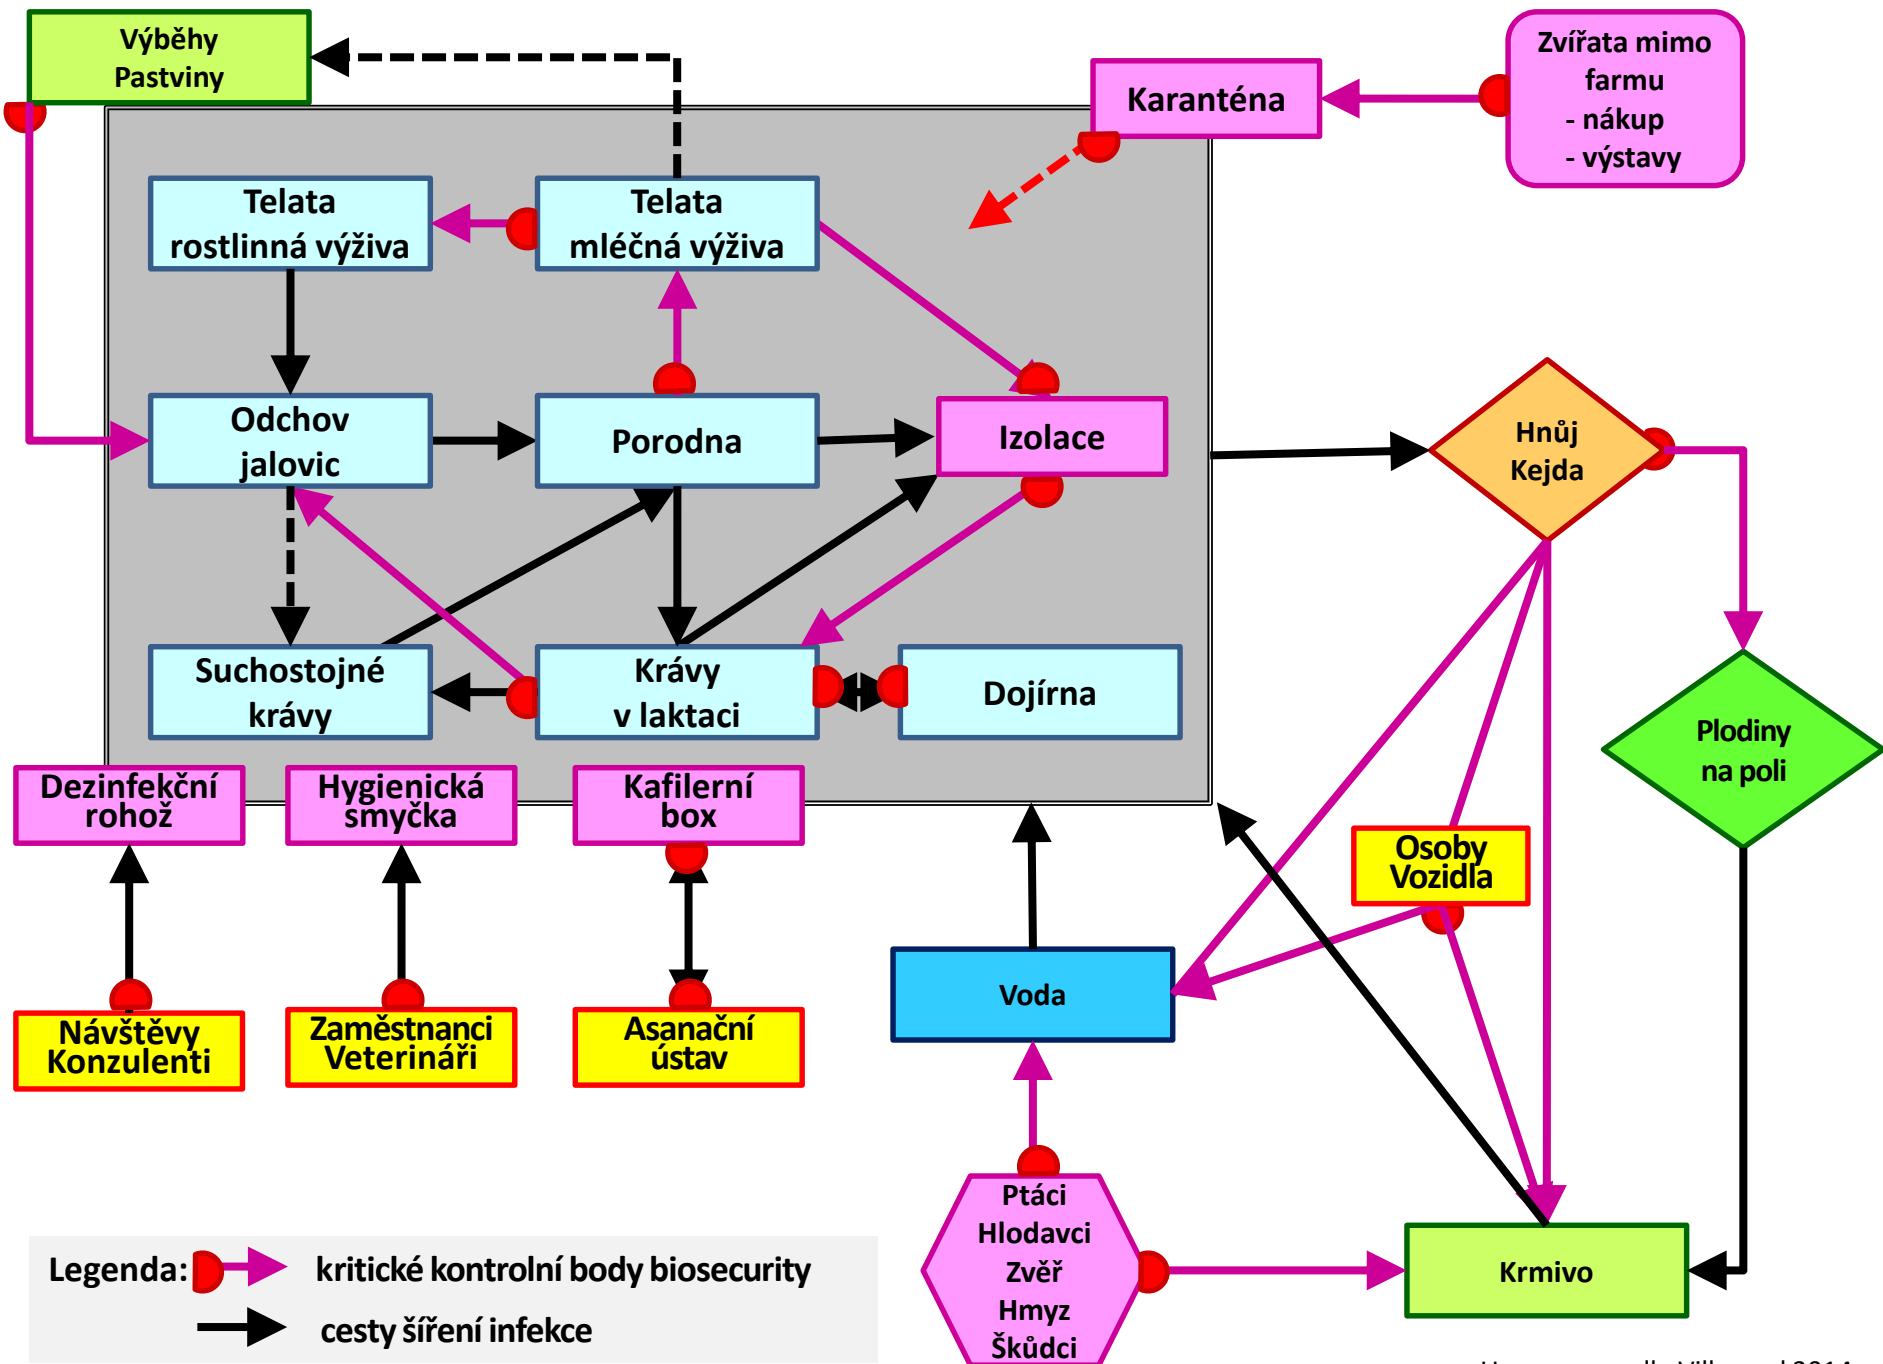 Výběhy
Pastviny
Karanténa
Zvířata mimo
farmu
- nákup
- výstavy
Telata
rostlinná výživa
Telata
mléčná výživa
Odchov
jalovic
Porodna
Izolace
Hnůj
Kejda
Suchostojné
krávy
Krávy
v laktaci
Dojírna
Plodiny
na poli
Dezinfekční
rohož
Hygienická
smyčka
Kafilerní
box
Osoby
Vozidla
Návštěvy
Konzulenti
Zaměstnanci
Veterináři
Asanační
ústav
Voda
Ptáci
Hlodavci
Zvěř
Hmyz
Škůdci
Krmivo
Legenda:
kritické kontrolní body biosecurity
cesty šíření infekce